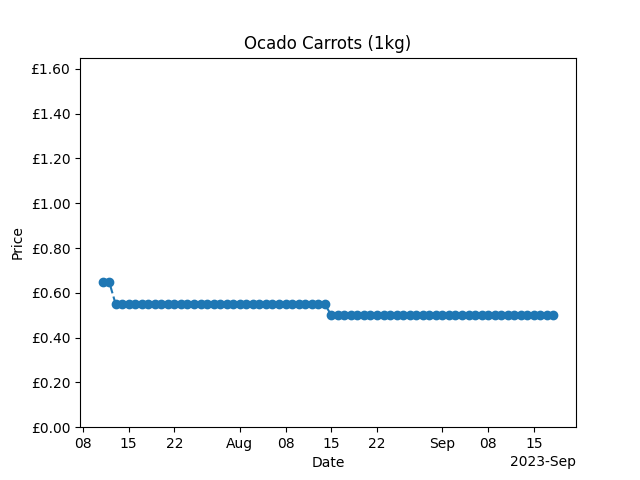 Ocado Carrots (1kg)
£1.60
£1.40
£1.20
£1.00
£0.80
£0.60
£0.40
£0.20
£0.00
Price
08 15 22 Aug 08 15 22 Sep 08 15
Date
2023-Sep